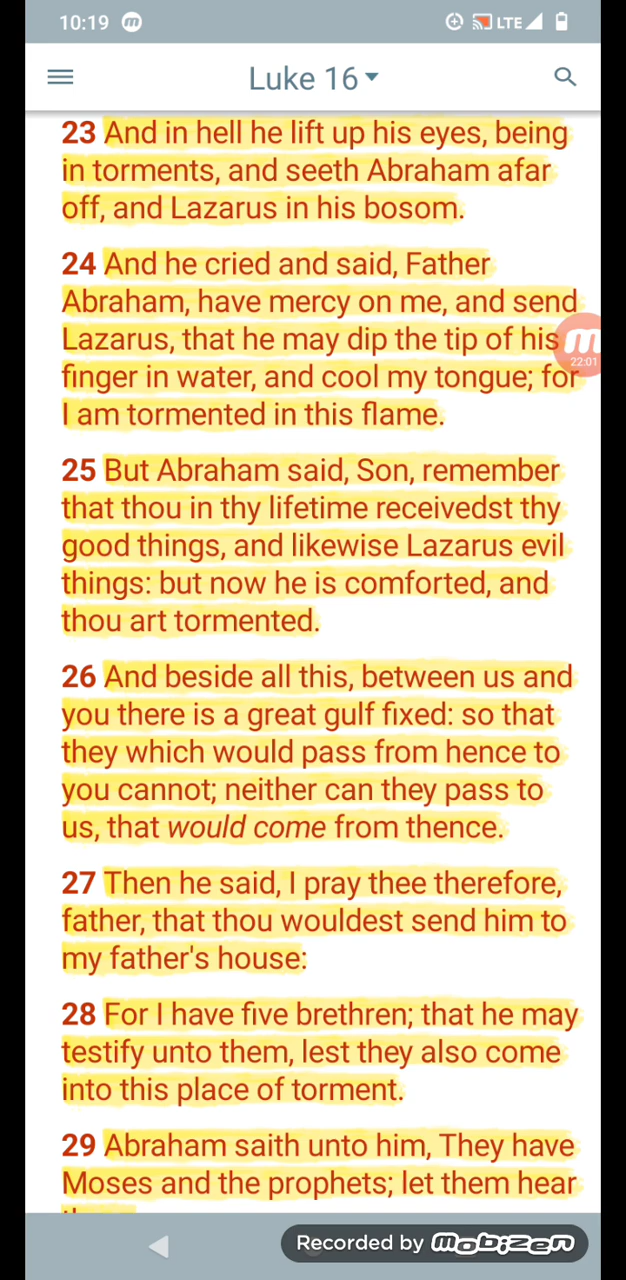 10:19 m LTE
Luke 16
23 And in hell he lift up his eyes, being
in torments, and seeth Abraham afar
off, and Lazarus in his bosom.
24 And he cried and said, Father
Abraham, have mercy on me, and send
Lazarus, that he may dip the tip of his
finger in water, and cool my tongue; for
I am tormented in this flame.
m
22:01
25 But Abraham said, Son, remember
that thou in thy lifetime receivedst thy
good things, and likewise Lazarus evil
things: but now he is comforted, and
thou art tormented.
26 And beside all this, between us and
you there is a great gulf fixed: so that
they which would pass from hence to
you cannot; neither can they pass to
us, that would come from thence.
27 Then he said, I pray thee therefore,
father, that thou wouldest send him to
my father's house:
28 For I have five brethren; that he may
testify unto them, lest they also come
into this place of torment.
29 Abraham saith unto him, They have
Moses and the prophets; let them hear
Recorded by mobizen